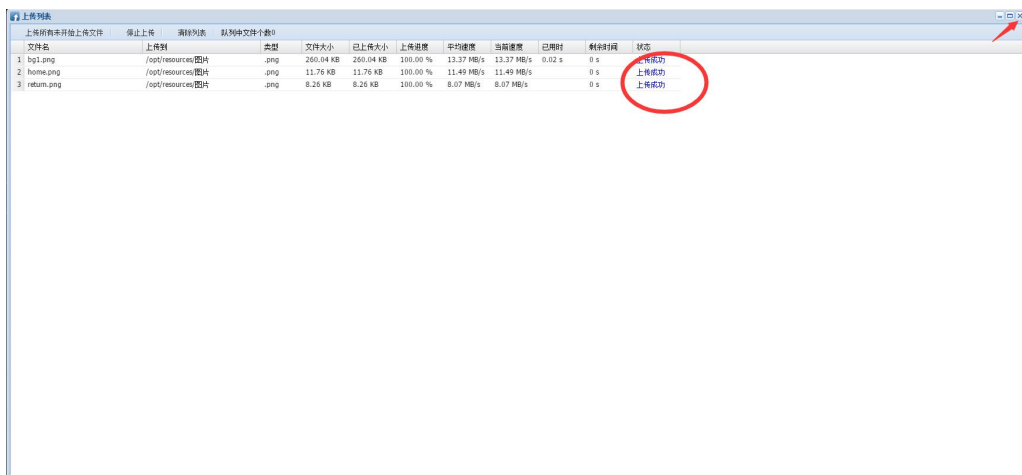 上传列表
上传所有未开始上传文件 停止上传 清除列表 队列中文件个数0
文件名 上传到 类型 文件大小 已上传大小 上传进度 平均速度 当前速度 已用时 剩余时间 状态
1 bg1.png /opt/resources/图片 .png 260.04 KB 260.04 KB 100.00 % 13.37 MB/s 13.37 MB/s 0.02 s 0 s 上传成功
2 home.png /opt/resources/图片 .png 11.76 KB 11.76 KB 100.00 % 11.49 MB/s 11.49 MB/s 0 s 上传成功
3 return.png /opt/resources/图片 .png 8.26 KB 8.26 KB 100.00 % 8.07 MB/s 8.07 MB/s 0 s 上传成功